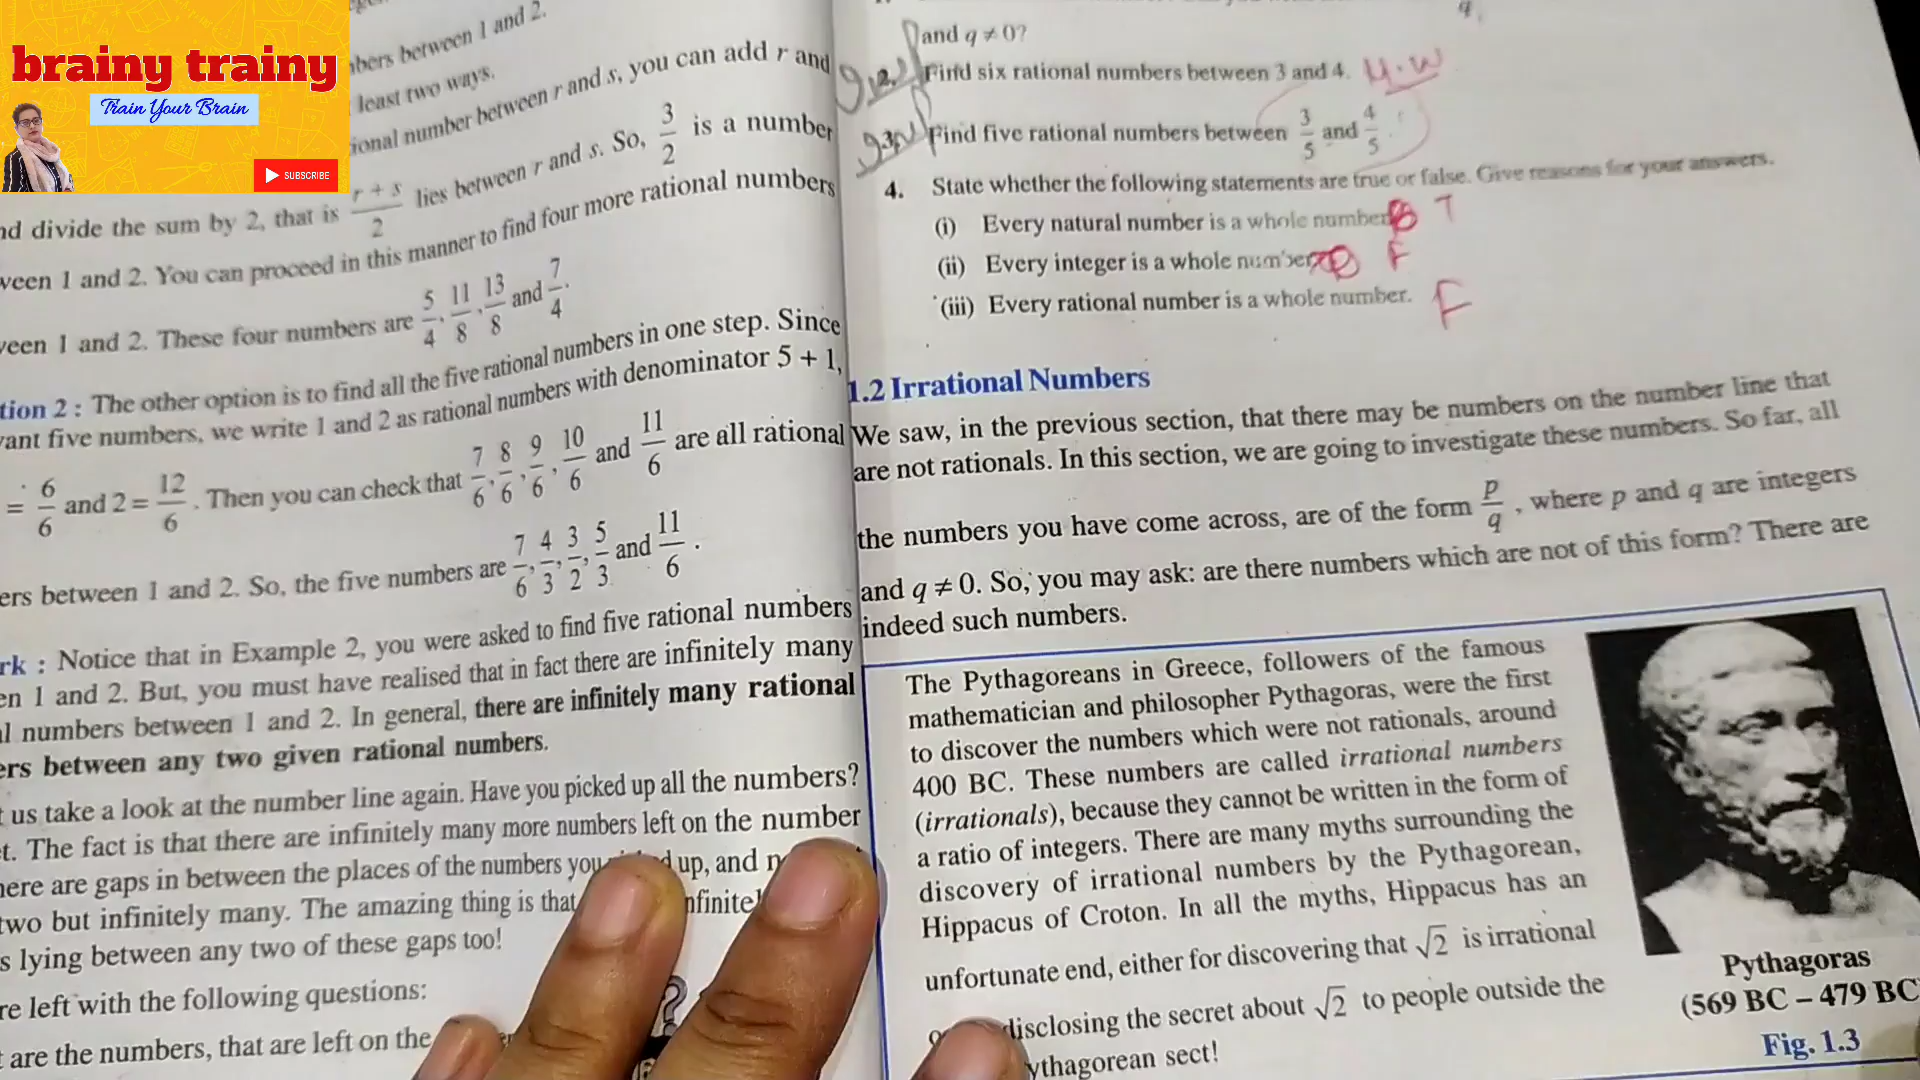 brainy trainy
Train Your Brain
SUBSCRIBE
between 1 and 2.
least two ways.
number between r and s, you can add r and
divide the sum by 2, that is r + s / 2 lies between r and s. So, 3/2 is a number
1 and 2. You can proceed in this manner to find four more rational numbers
1 and 2. These four numbers are 5/4, 11/8, 13/8 and 7/4.
2 : The other option is to find all the five rational numbers in one step. Since
five numbers, we write 1 and 2 as rational numbers with denominator 5 + 1,
= 6/6 and 2 = 12/6 . Then you can check that 7/6, 8/6, 9/6, 10/6 and 11/6 are all rational
between 1 and 2. So, the five numbers are 7/6, 4/3, 3/2, 5/3 and 11/6 .
: Notice that in Example 2, you were asked to find five rational numbers
1 and 2. But, you must have realised that in fact there are infinitely many
numbers between 1 and 2. In general, there are infinitely many rational
between any two given rational numbers.
us take a look at the number line again. Have you picked up all the numbers?
The fact is that there are infinitely many more numbers left on the number
are gaps in between the places of the numbers you up, and
two but infinitely many. The amazing thing is that
lying between any two of these gaps too!
left with the following questions:
are the numbers, that are left on the
and q ≠ 0?
2. Find six rational numbers between 3 and 4. H.W
3. Find five rational numbers between 3/5 and 4/5 .
4. State whether the following statements are true or false. Give reasons for your answers.
(i) Every natural number is a whole number T
(ii) Every integer is a whole number F
(iii) Every rational number is a whole number. F
1.2 Irrational Numbers
We saw, in the previous section, that there may be numbers on the number line that
are not rationals. In this section, we are going to investigate these numbers. So far, all
the numbers you have come across, are of the form p/q , where p and q are integers
and q ≠ 0. So, you may ask: are there numbers which are not of this form? There are
indeed such numbers.
The Pythagoreans in Greece, followers of the famous
mathematician and philosopher Pythagoras, were the first
to discover the numbers which were not rationals, around
400 BC. These numbers are called irrational numbers
(irrationals), because they cannot be written in the form of
a ratio of integers. There are many myths surrounding the
discovery of irrational numbers by the Pythagorean,
Hippacus of Croton. In all the myths, Hippacus has an
unfortunate end, either for discovering that √2 is irrational
disclosing the secret about √2 to people outside the
sect!
Pythagoras
(569 BC – 479 BC
Fig. 1.3